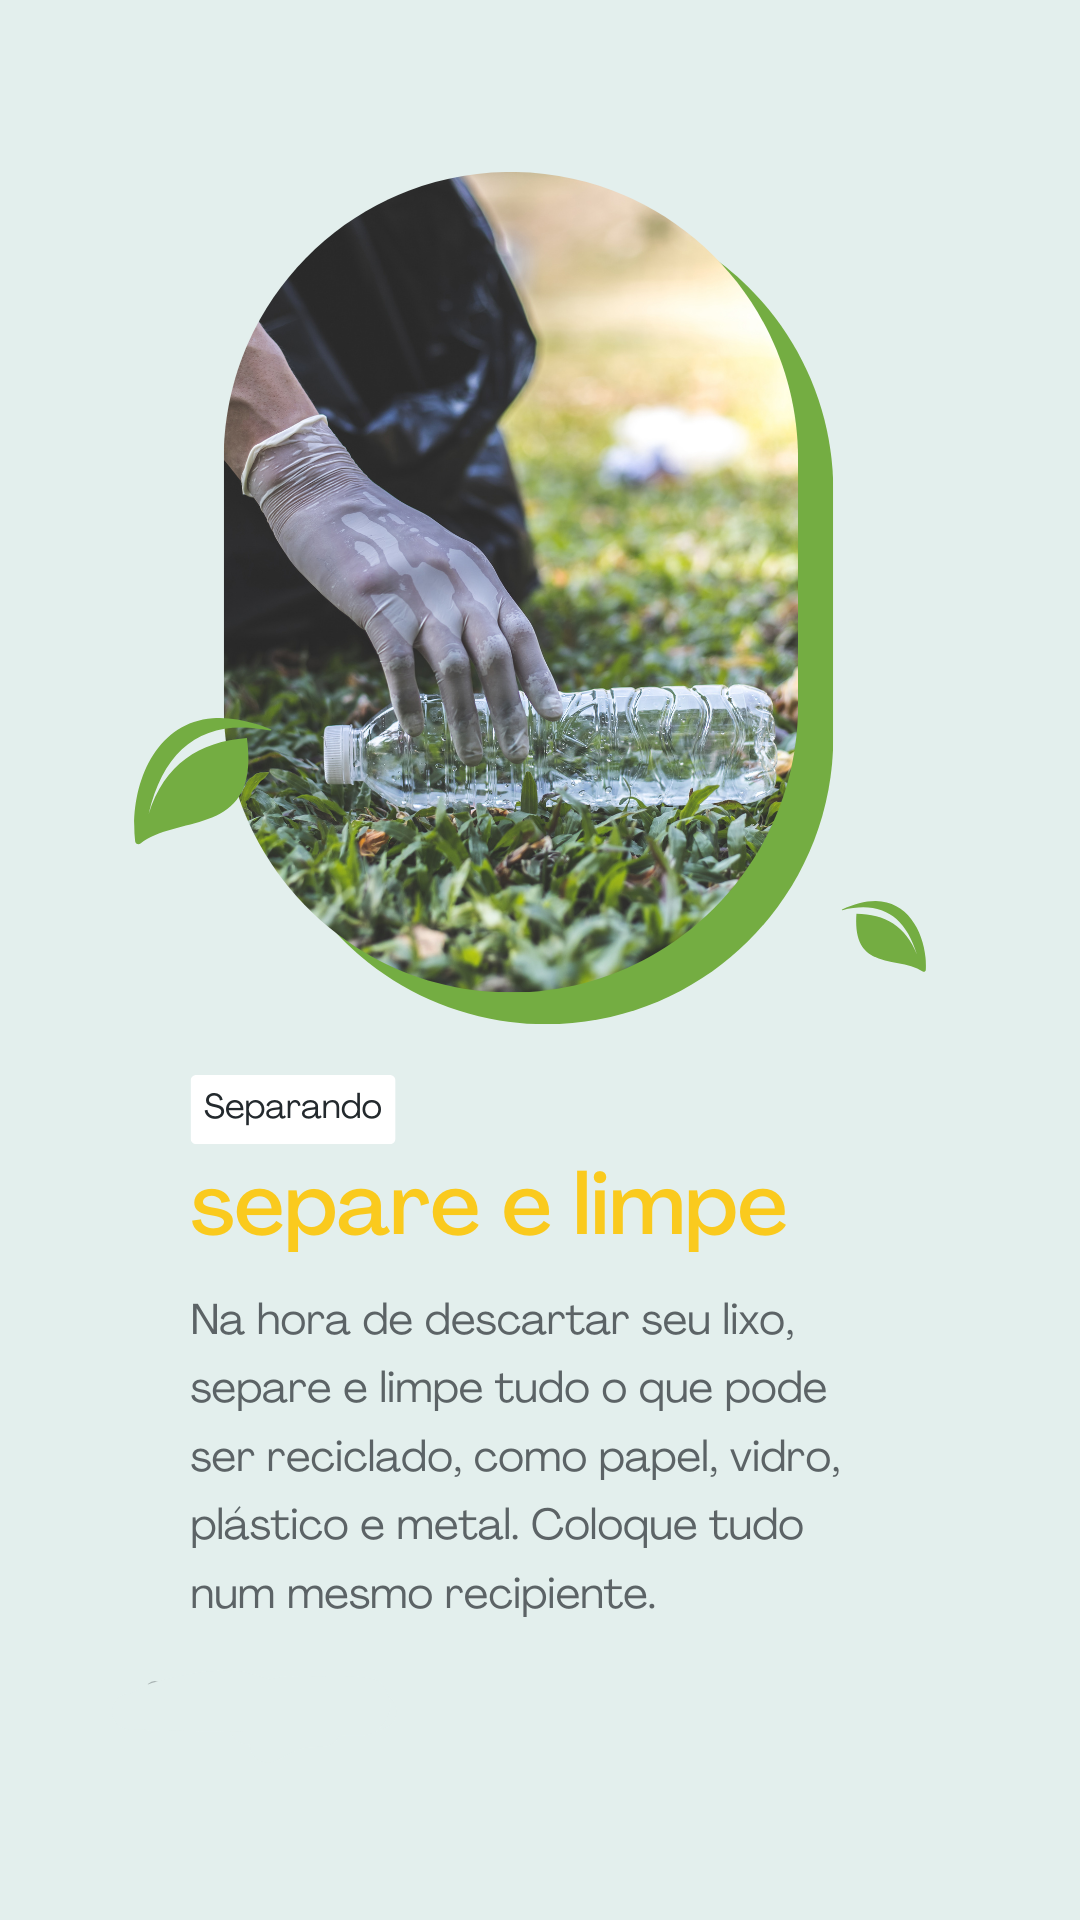 Separando
separe e limpe
Na hora de descartar seu lixo,
separe e limpe tudo o que pode
ser reciclado, como papel, vidro,
plástico e metal. Coloque tudo
num mesmo recipiente.